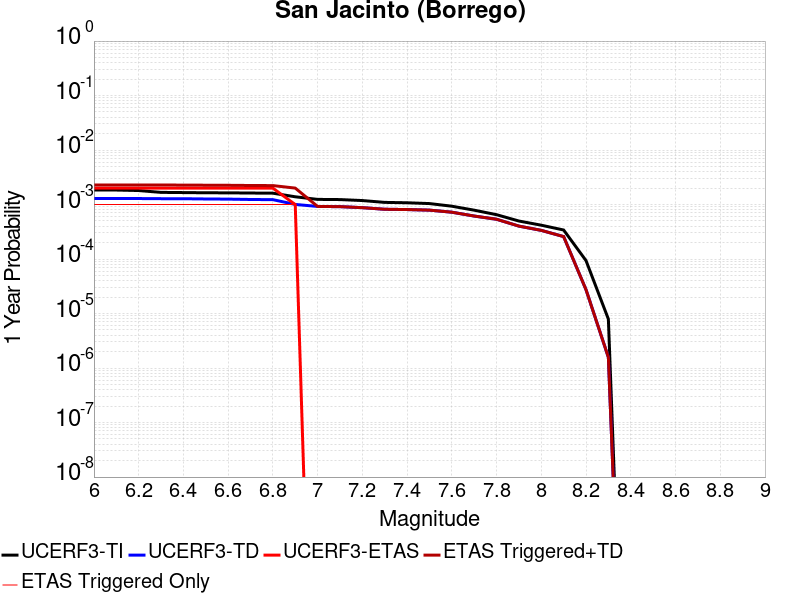 San Jacinto (Borrego)
10^0
10^-1
10^-2
10^-3
10^-4
10^-5
10^-6
10^-7
10^-8
1 Year Probability
6 6.2 6.4 6.6 6.8 7 7.2 7.4 7.6 7.8 8 8.2 8.4 8.6 8.8 9
Magnitude
UCERF3-TI UCERF3-TD UCERF3-ETAS ETAS Triggered+TD
ETAS Triggered Only